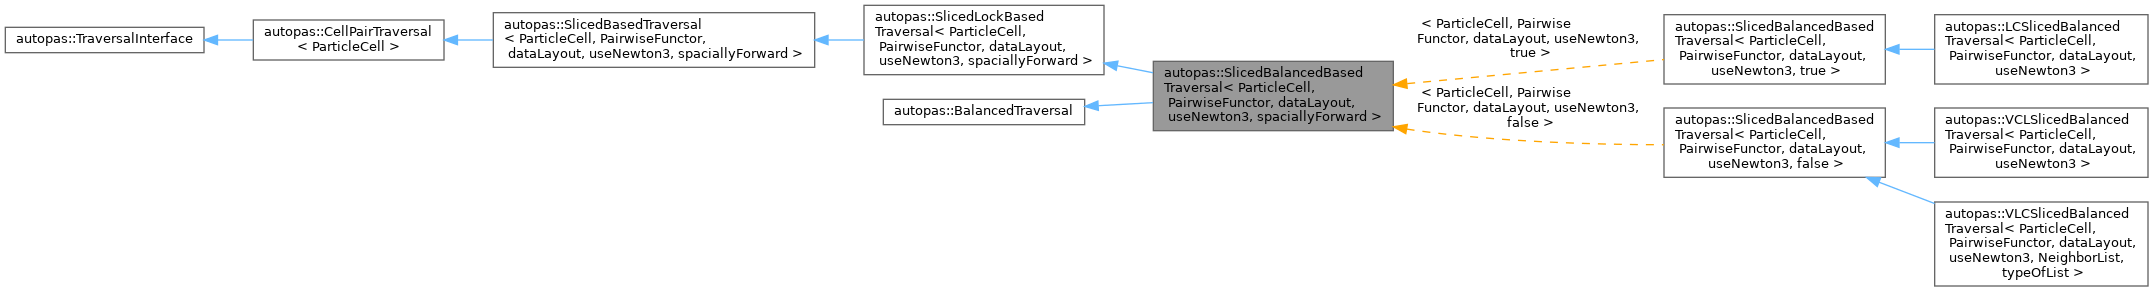 autopas::TraversalInterface
autopas::CellPairTraversal
< ParticleCell >
autopas::SlicedBasedTraversal
< ParticleCell, PairwiseFunctor,
dataLayout, useNewton3, spaciallyForward >
autopas::SlicedLockBased
Traversal< ParticleCell,
PairwiseFunctor, dataLayout,
useNewton3, spaciallyForward >
autopas::BalancedTraversal
autopas::SlicedBalancedBased
Traversal< ParticleCell,
PairwiseFunctor, dataLayout,
useNewton3, spaciallyForward >
< ParticleCell, Pairwise
Functor, dataLayout, useNewton3,
true >
< ParticleCell, Pairwise
Functor, dataLayout, useNewton3,
false >
autopas::SlicedBalancedBased
Traversal< ParticleCell,
PairwiseFunctor, dataLayout,
useNewton3, true >
autopas::SlicedBalancedBased
Traversal< ParticleCell,
PairwiseFunctor, dataLayout,
useNewton3, false >
autopas::LCSlicedBalanced
Traversal< ParticleCell,
PairwiseFunctor, dataLayout,
useNewton3 >
autopas::VCLSlicedBalanced
Traversal< ParticleCell,
PairwiseFunctor, dataLayout,
useNewton3 >
autopas::VLCSlicedBalanced
Traversal< ParticleCell,
PairwiseFunctor, dataLayout,
useNewton3, NeighborList,
typeOfList >